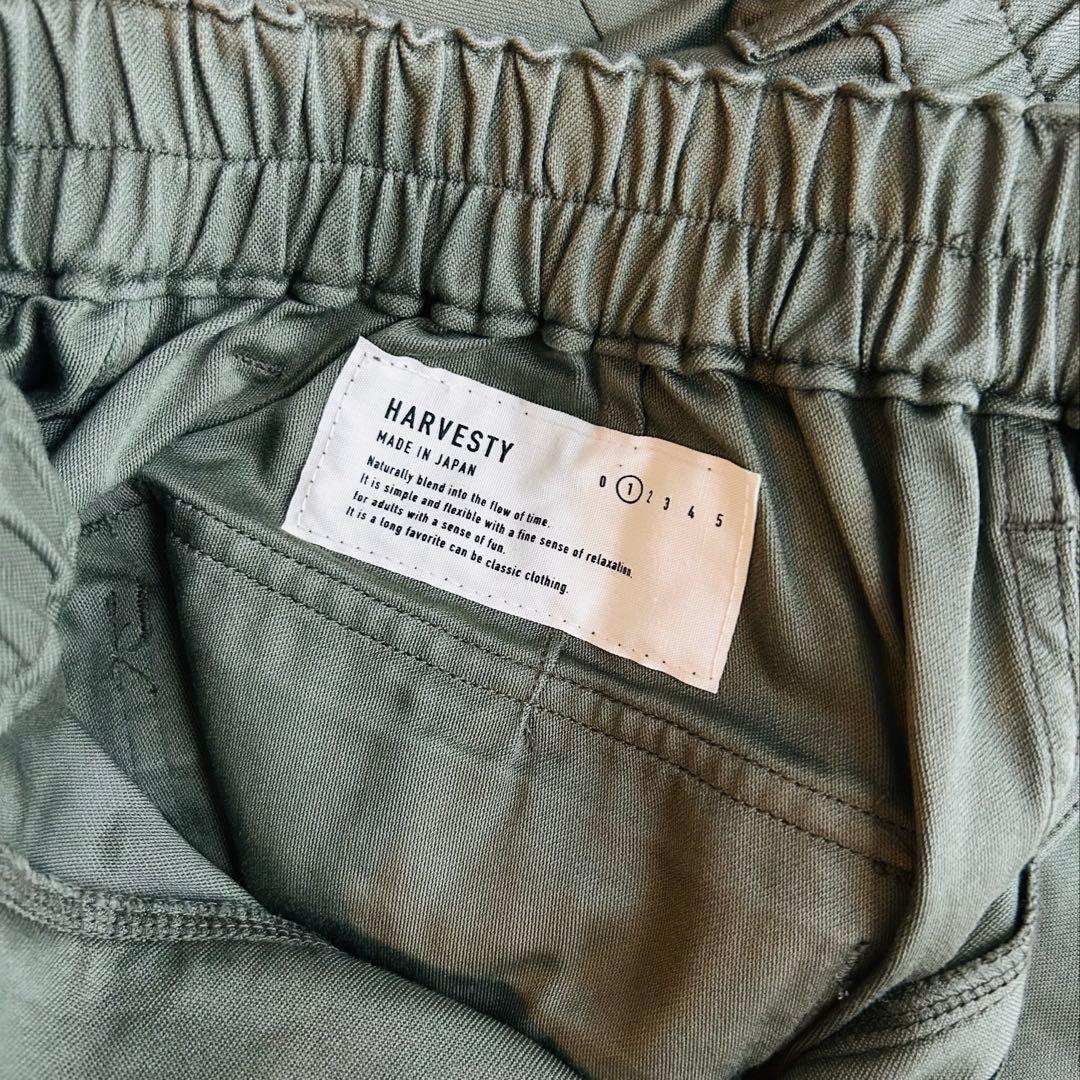 HARVESTY
MADE IN JAPAN
Naturally blend into the flow of time.
It is simple and flexible with a fine sense of relaxation,
for adults with a sense of fun.
It is a long favorite can be classic clothing.
0 1 2 3 4 5